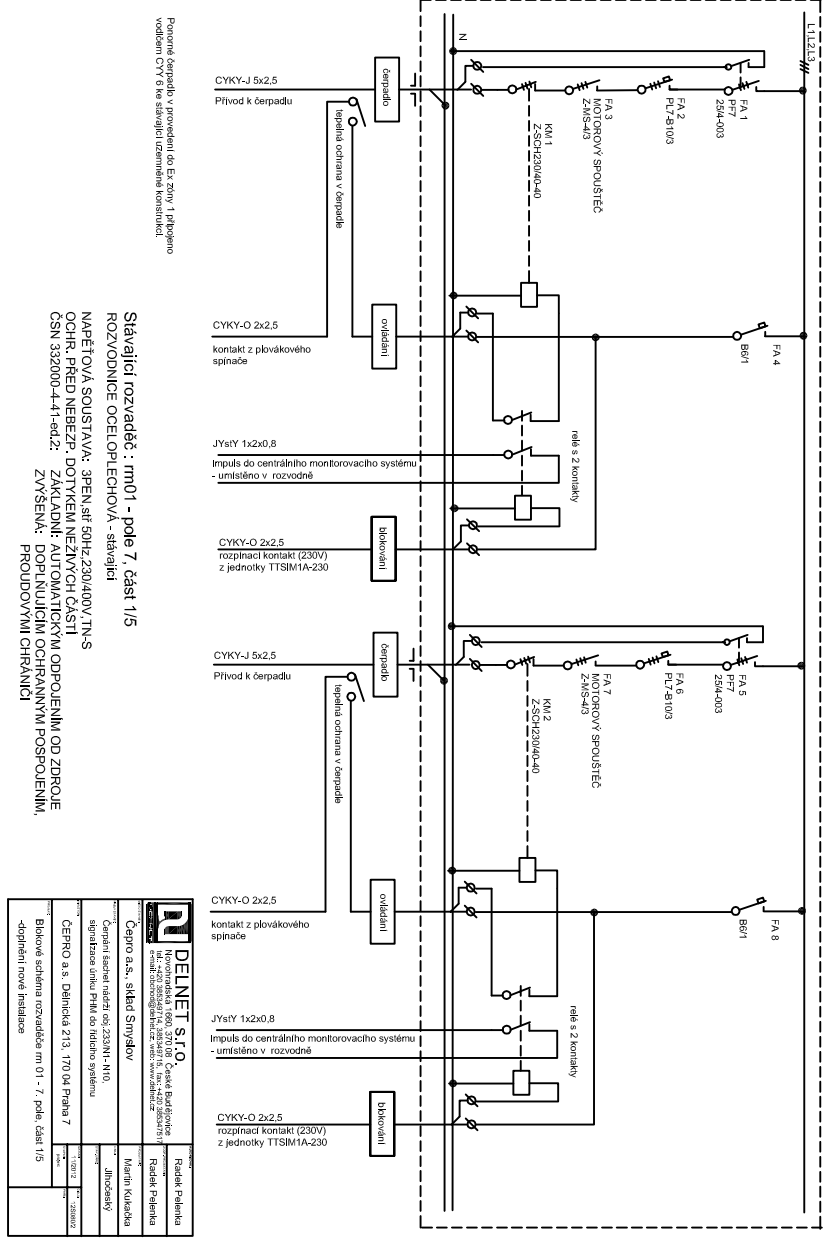 L1,L2,L3
N
FA 1
PF7
25/4-003
FA 2
PL7-B10/3
FA 3
MOTOROVÝ SPOUŠTĚČ
Z-MS-4/3
KM 1
Z-SCH230/40-40
čerpadlo
CYKY-J 5x2,5
Přívod k čerpadlu
tepelná ochrana v čerpadle
FA 4
B6/1
ovládání
CYKY-O 2x2,5
kontakt z plovákového
spínače
relé s 2 kontakty
JYstY 1x2x0,8
Impuls do centrálního monitorovacího systému
- umístěno v rozvodně
blokování
CYKY-O 2x2,5
rozpínací kontakt (230V)
z jednotky TTSIM1A-230
FA 5
PF7
25/4-003
FA 6
PL7-B10/3
FA 7
MOTOROVÝ SPOUŠTĚČ
Z-MS-4/3
KM 2
Z-SCH230/40-40
čerpadlo
CYKY-J 5x2,5
Přívod k čerpadlu
tepelná ochrana v čerpadle
FA 8
B6/1
ovládání
CYKY-O 2x2,5
kontakt z plovákového
spínače
relé s 2 kontakty
JYstY 1x2x0,8
Impuls do centrálního monitorovacího systému
- umístěno v rozvodně
blokování
CYKY-O 2x2,5
rozpínací kontakt (230V)
z jednotky TTSIM1A-230
Ponorné čerpadlo v provedení do Ex zóny 1 připojeno
vodičem CYY 6 ke stávající uzemněné konstrukci.
Stávající rozvaděč : rm01 - pole 7, část 1/5
ROZVODNICE OCELOPLECHOVÁ - stávající
NAPĚŤOVÁ SOUSTAVA: 3PEN,stř 50Hz,230/400V,TN-S
OCHR. PŘED NEBEZP. DOTYKEM NEŽIVÝCH ČÁSTÍ
ČSN 332000-4-41-ed.2: ZÁKLADNÍ: AUTOMATICKÝM ODPOJENÍM OD ZDROJE
ZVÝŠENÁ: DOPLŇUJÍCÍM OCHRANNÝM POSPOJENÍM,
PROUDOVÝMI CHRÁNIČI
DELNET s.r.o.
Novohradská 1660, 370 08 České Budějovice
Radek Pelenka
Radek Pelenka
Čepro a.s., sklad Smyslov
Martin Kukačka
Čerpání šachet nádrží obj.233/N1- N10,
signalizace úniku PHM do řídicího systému
Jihočeský
ČEPRO a.s. Dělnická 213, 170 04 Praha 7
11/2012
Blokové schéma rozvaděče rm 01 - 7. pole, část 1/5
-doplnění nové instalace